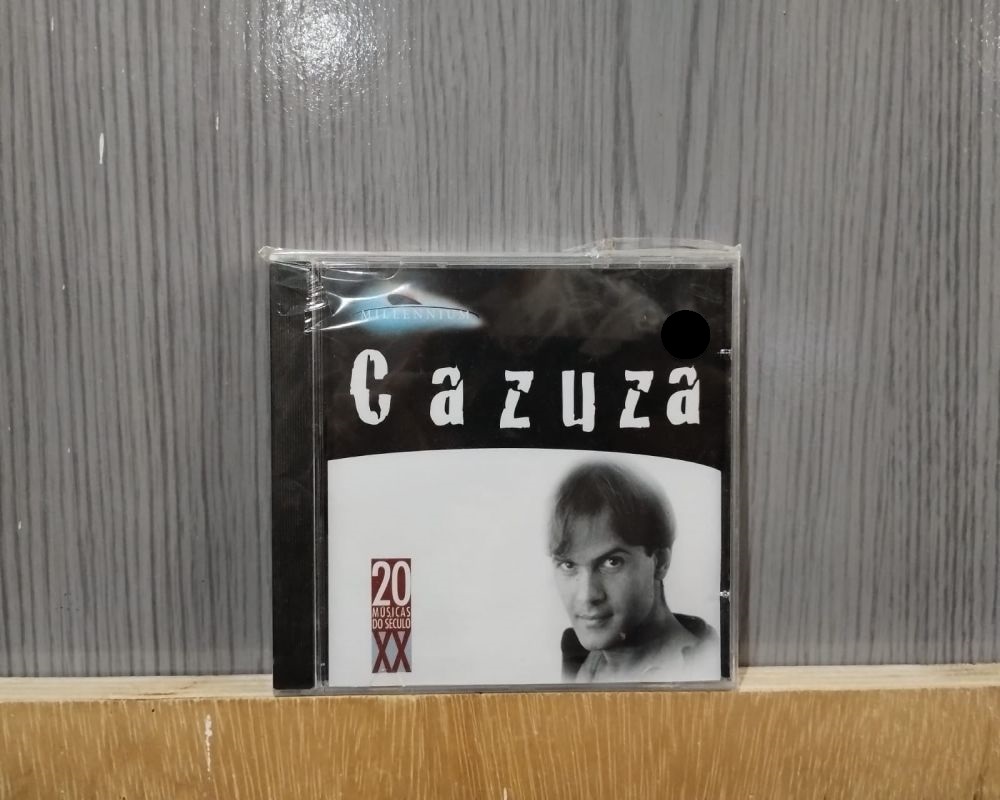 MILLENNIUM
Cazuza
20
MÚSICAS
DO SÉCULO
XX